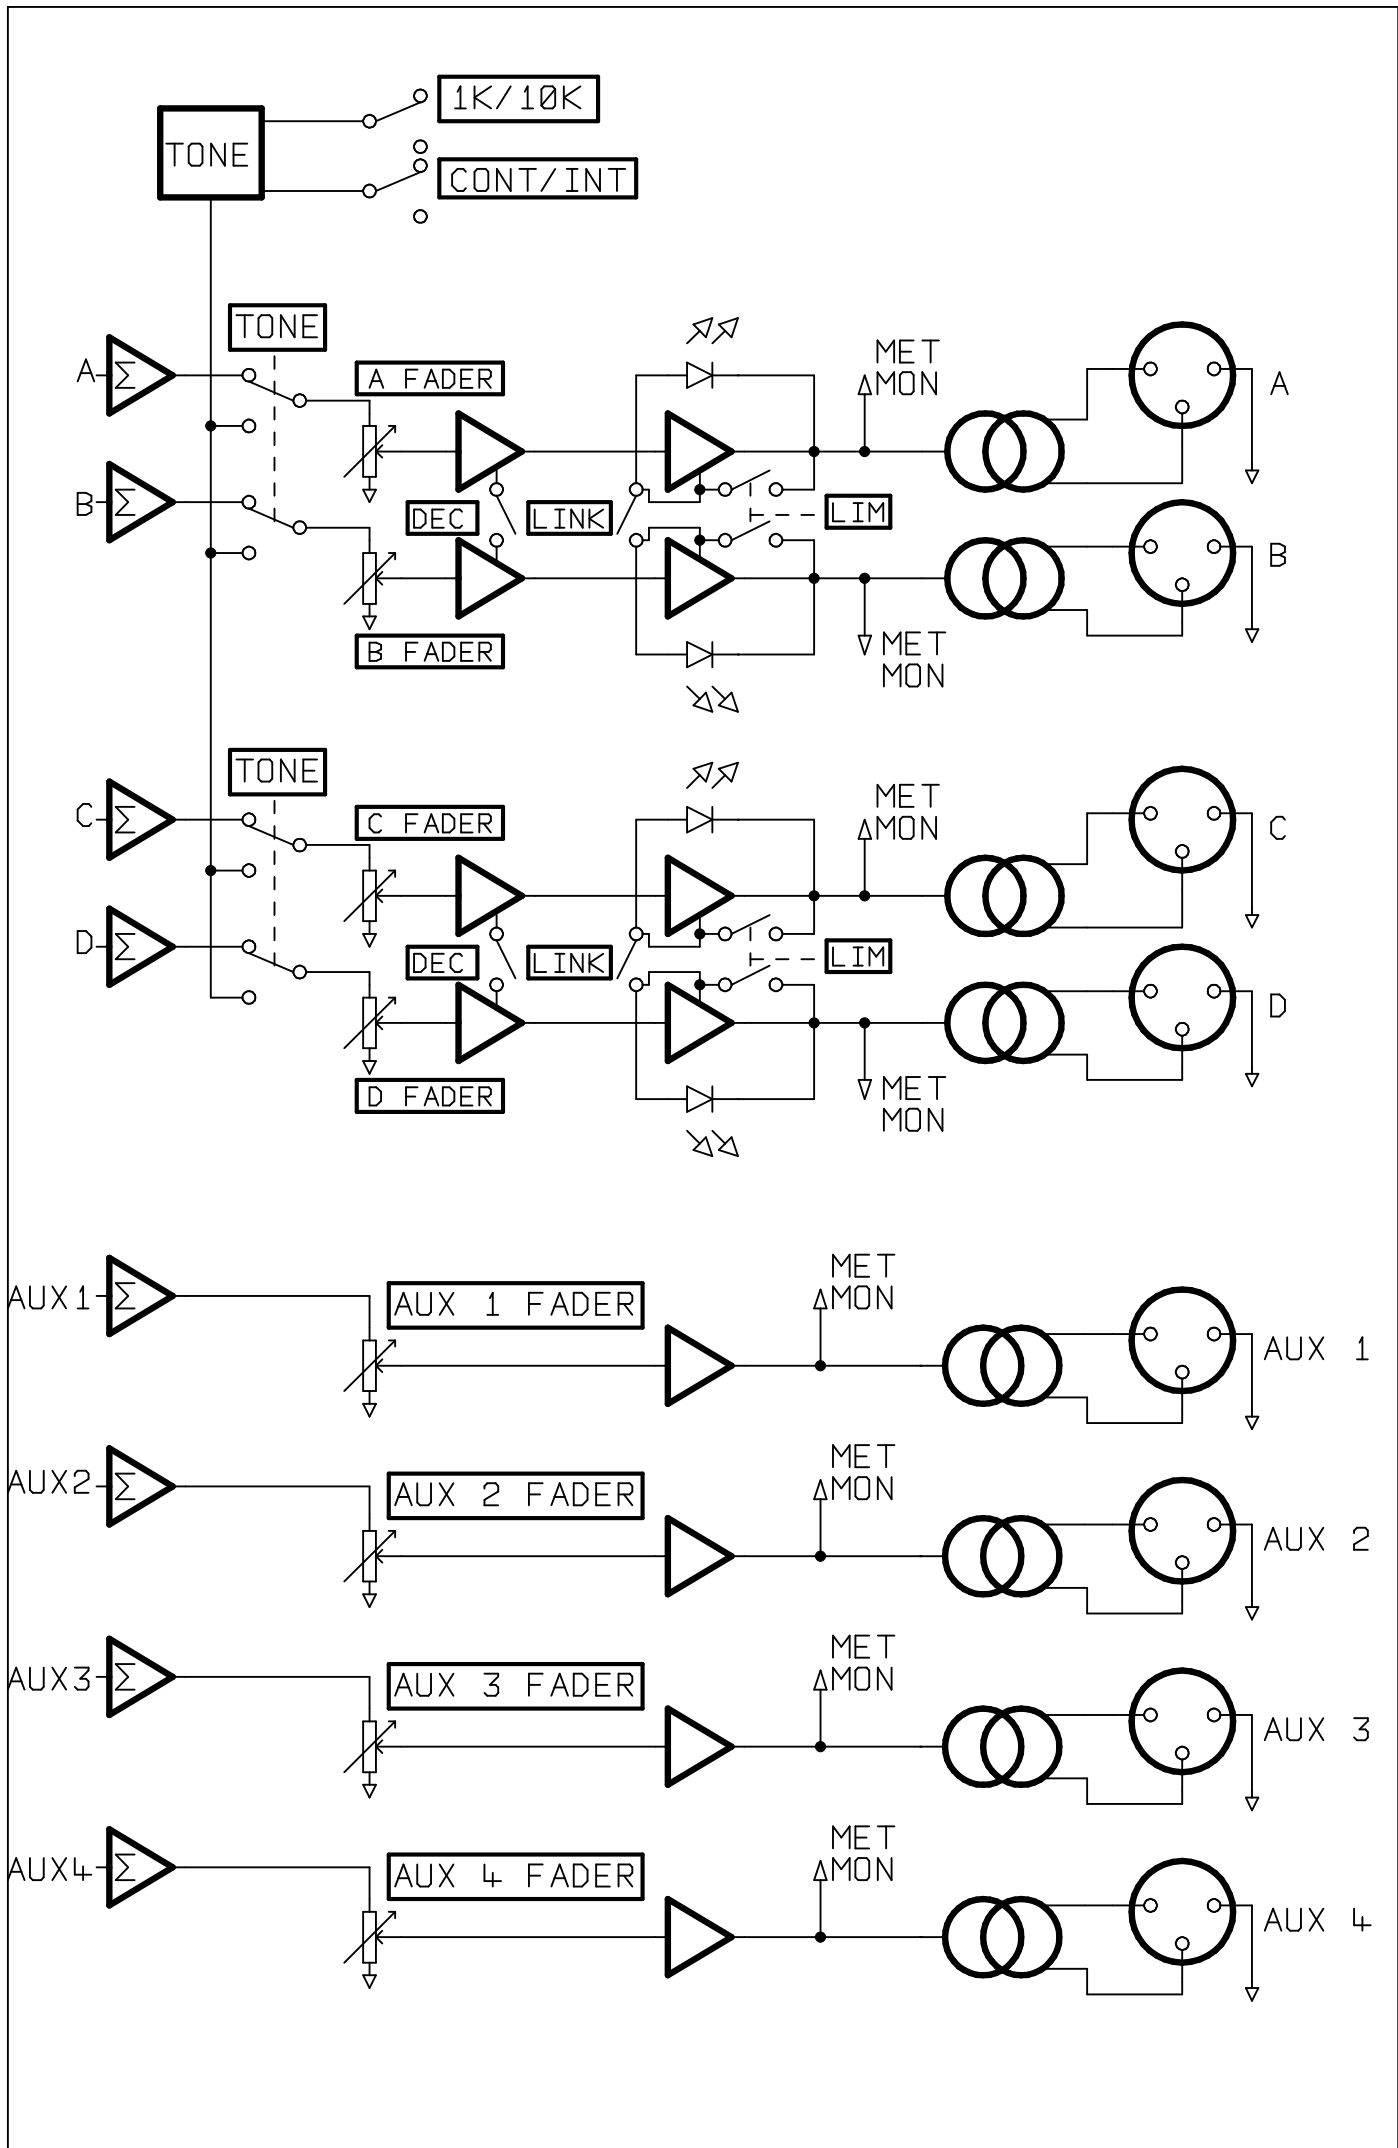 1K/10K
TONE
CONT/INT
TONE
A
Σ
A FADER
MET
MON
A
B
Σ
DEC
LINK
LIM
B
B FADER
MET
MON
TONE
C
Σ
C FADER
MET
MON
C
D
Σ
DEC
LINK
LIM
D
D FADER
MET
MON
AUX1
Σ
AUX 1 FADER
MET
MON
AUX 1
AUX2
Σ
AUX 2 FADER
MET
MON
AUX 2
AUX3
Σ
AUX 3 FADER
MET
MON
AUX 3
AUX4
Σ
AUX 4 FADER
MET
MON
AUX 4